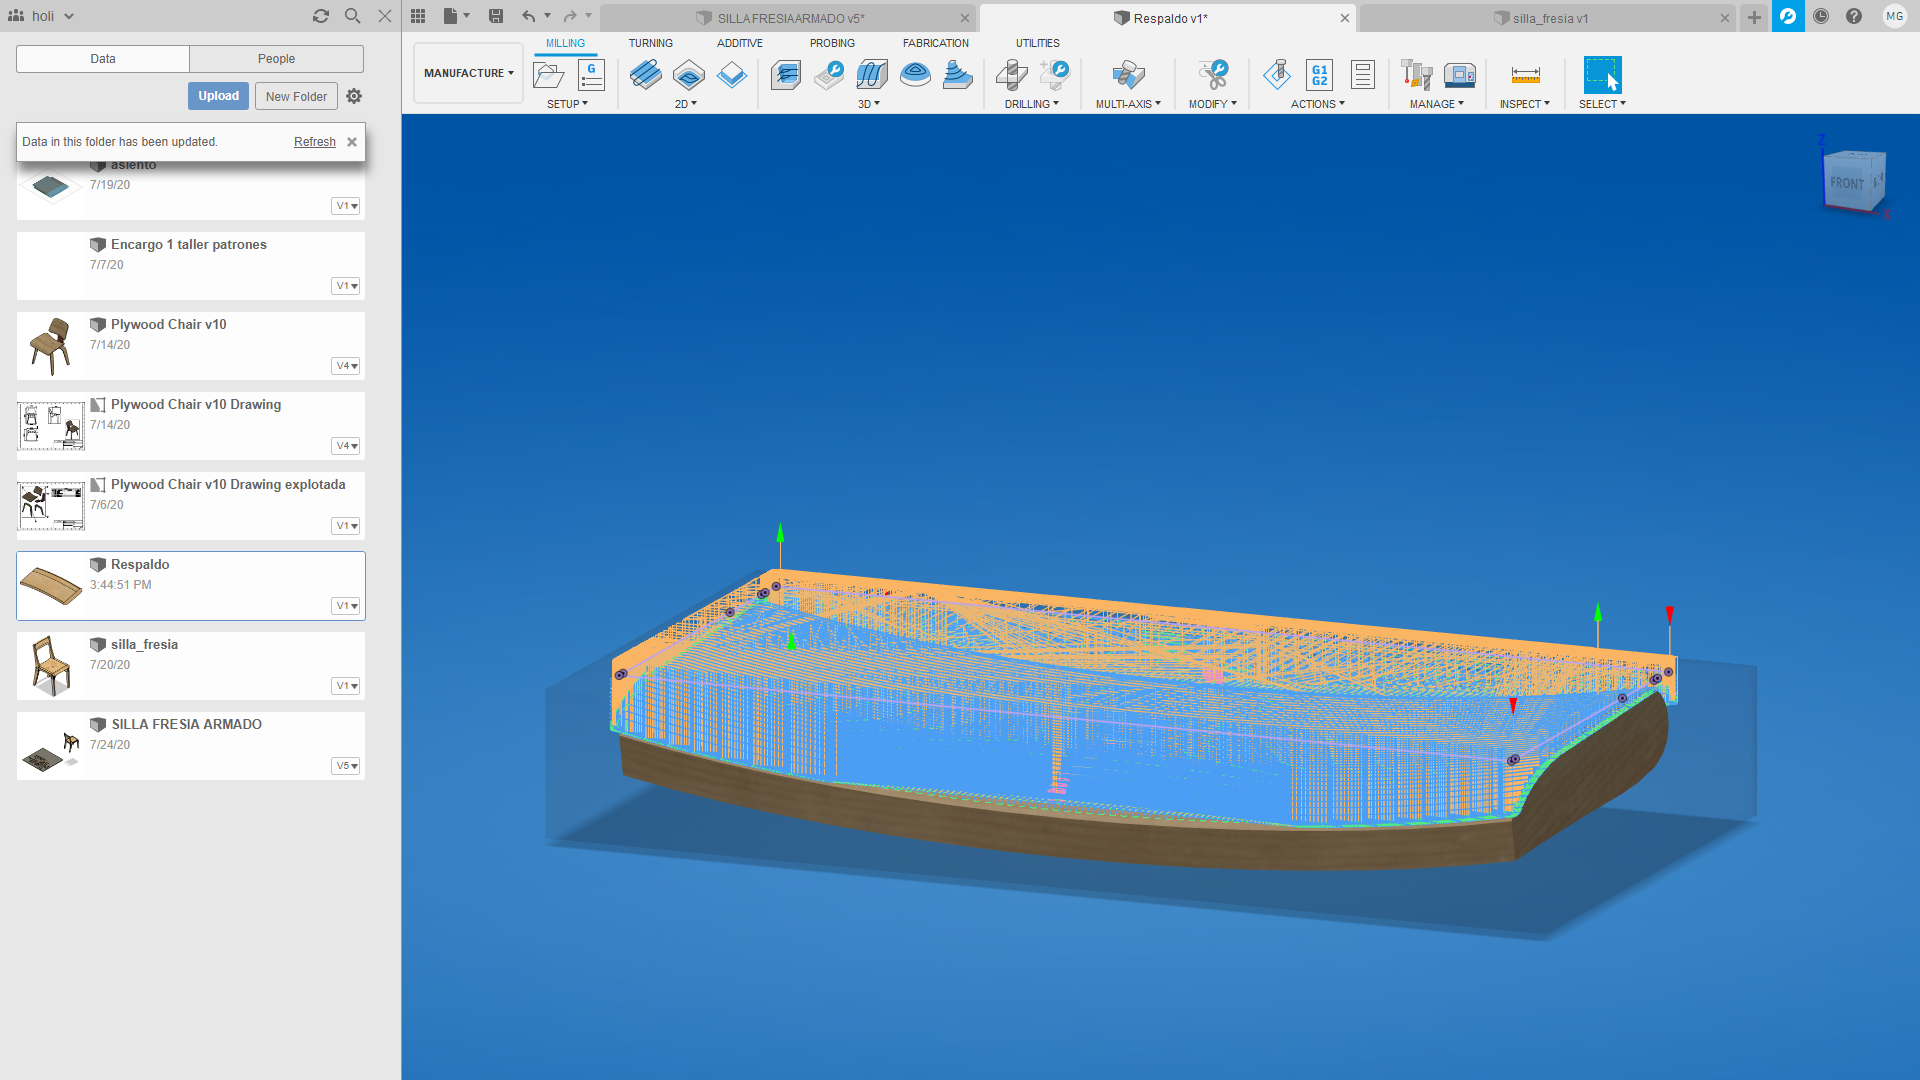 holi
SILLA FRESIA ARMADO v5*
Respaldo v1*
silla_fresia v1
MG
Data
People
MILLING
TURNING
ADDITIVE
PROBING
FABRICATION
UTILITIES
MANUFACTURE
G
G1
G2
Upload
New Folder
SETUP
2D
3D
DRILLING
MULTI-AXIS
MODIFY
ACTIONS
MANAGE
INSPECT
SELECT
Data in this folder has been updated.
Refresh
asiento
7/19/20
V1
Encargo 1 taller patrones
7/7/20
V1
Plywood Chair v10
7/14/20
V4
Plywood Chair v10 Drawing
7/14/20
V4
Plywood Chair v10 Drawing explotada
7/6/20
V1
Respaldo
3:44:51 PM
V1
silla_fresia
7/20/20
V1
SILLA FRESIA ARMADO
7/24/20
V5
Z
FRONT
X